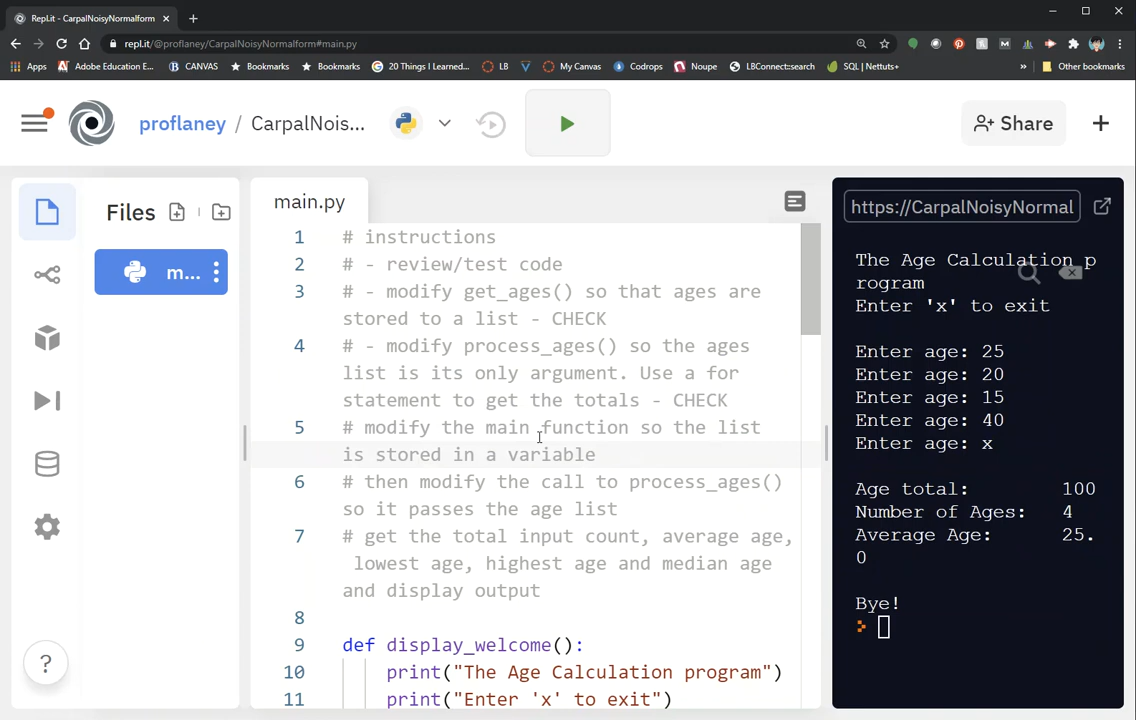 Repl.it - CarpalNoisyNormalform
repl.it/@proflaney/CarpalNoisyNormalform#main.py
Apps Adobe Education E... CANVAS Bookmarks Bookmarks 20 Things I Learned... LB My Canvas Codrops Noupe LBConnect:search SQL | Nettuts+ » Other bookmarks
proflaney / CarpalNois... Share
Files
m...
main.py
1 # instructions
2 # - review/test code
3 # - modify get_ages() so that ages are
stored to a list - CHECK
4 # - modify process_ages() so the ages
list is its only argument. Use a for
statement to get the totals - CHECK
5 # modify the main function so the list
is stored in a variable
6 # then modify the call to process_ages()
so it passes the age list
7 # get the total input count, average age,
lowest age, highest age and median age
and display output
8
9 def display_welcome():
10 print("The Age Calculation program")
11 print("Enter 'x' to exit")
https://CarpalNoisyNormal
The Age Calculation p
rogram
Enter 'x' to exit
Enter age: 25
Enter age: 20
Enter age: 15
Enter age: 40
Enter age: x
Age total: 100
Number of Ages: 4
Average Age: 25.
0
Bye!
>
?